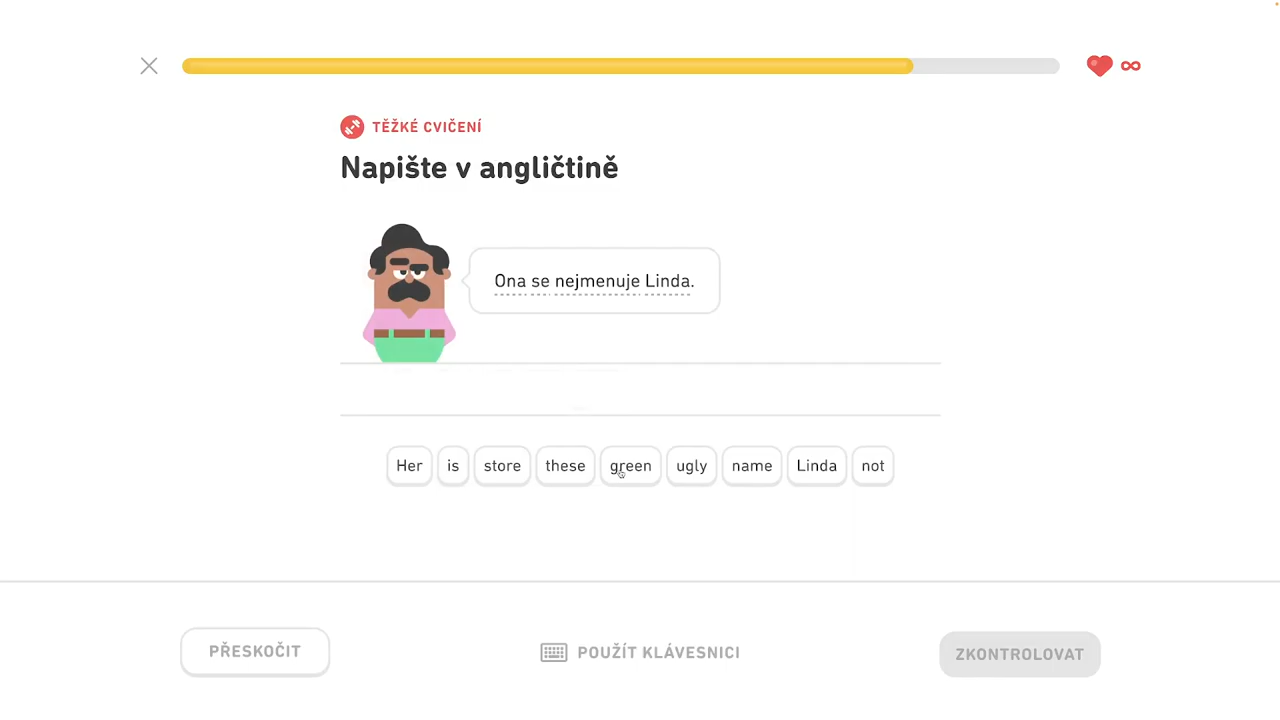 TĚŽKÉ CVIČENÍ
Napište v angličtině
Ona se nejmenuje Linda.
Her is store these green ugly name Linda not
PŘESKOČIT
POUŽÍT KLÁVESNICI
ZKONTROLOVAT